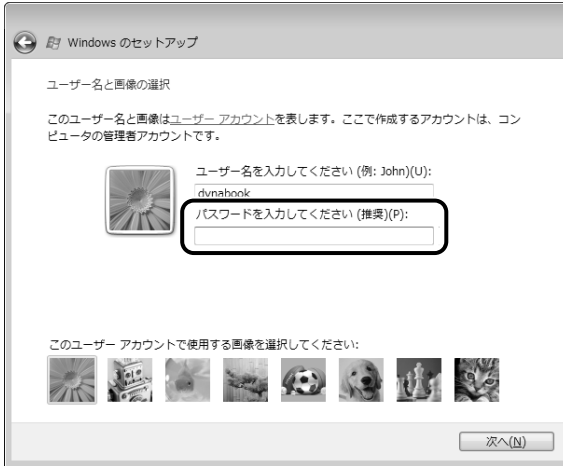 Windows のセットアップ
ユーザー名と画像の選択
このユーザー名と画像はユーザー アカウントを表します。ここで作成するアカウントは、コン
ピュータの管理者アカウントです。
ユーザー名を入力してください (例: John)(U):
dynabook
パスワードを入力してください (推奨)(P):
このユーザー アカウントで使用する画像を選択してください:
次へ(N)